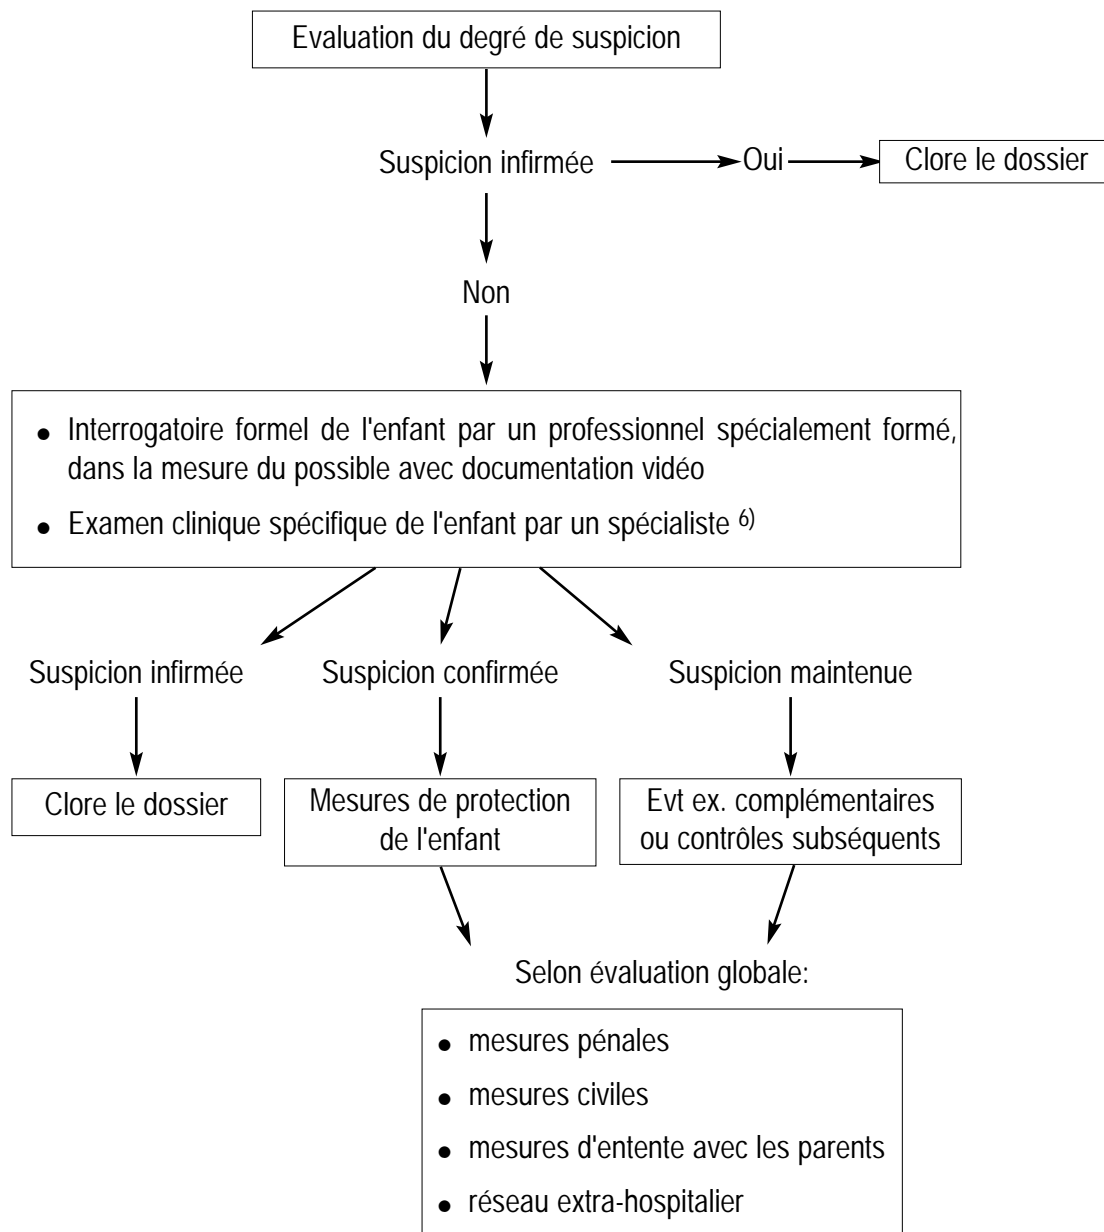 Evaluation du degré de suspicion
Suspicion infirmée
Oui
Clore le dossier
Non
● Interrogatoire formel de l'enfant par un professionnel spécialement formé,
dans la mesure du possible avec documentation vidéo
● Examen clinique spécifique de l'enfant par un spécialiste 6)
Suspicion infirmée
Suspicion confirmée
Suspicion maintenue
Clore le dossier
Mesures de protection
de l'enfant
Evt ex. complémentaires
ou contrôles subséquents
Selon évaluation globale:
● mesures pénales
● mesures civiles
● mesures d'entente avec les parents
● réseau extra-hospitalier